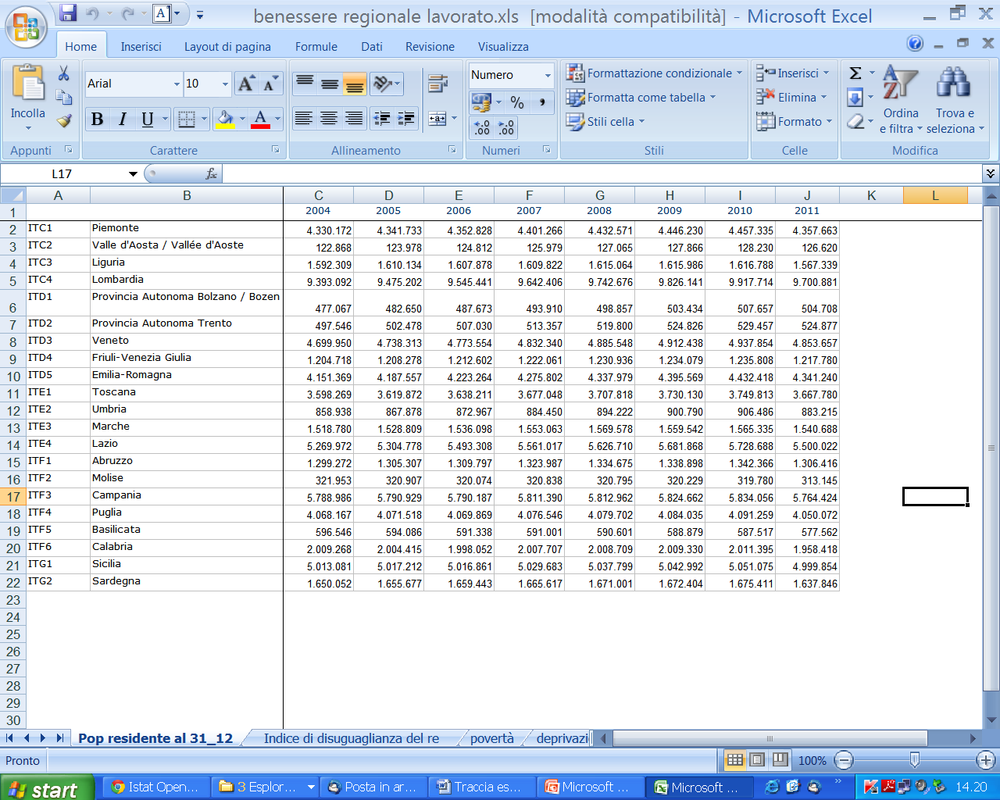 benessere regionale lavorato.xls [modalità compatibilità] - Microsoft Excel
Home Inserisci Layout di pagina Formule Dati Revisione Visualizza
Incolla
Appunti
Arial 10
A A
B I U A
Carattere
Allineamento
Numero
% ,
Numeri
Formattazione condizionale
Formatta come tabella
Stili cella
Stili
Inserisci
Elimina
Formato
Celle
Σ
Ordina e filtra
Trova e seleziona
Modifica
L17 fx
A B C D E F G H I J K L
1 2004 2005 2006 2007 2008 2009 2010 2011
2 ITC1 Piemonte 4.330.172 4.341.733 4.352.828 4.401.266 4.432.571 4.446.230 4.457.335 4.357.663
3 ITC2 Valle d'Aosta / Vallée d'Aoste 122.868 123.978 124.812 125.979 127.065 127.866 128.230 126.620
4 ITC3 Liguria 1.592.309 1.610.134 1.607.878 1.609.822 1.615.064 1.615.986 1.616.788 1.567.339
5 ITC4 Lombardia 9.393.092 9.475.202 9.545.441 9.642.406 9.742.676 9.826.141 9.917.714 9.700.881
6 ITD1 Provincia Autonoma Bolzano / Bozen 477.067 482.650 487.673 493.910 498.857 503.434 507.657 504.708
7 ITD2 Provincia Autonoma Trento 497.546 502.478 507.030 513.357 519.800 524.826 529.457 524.877
8 ITD3 Veneto 4.699.950 4.738.313 4.773.554 4.832.340 4.885.548 4.912.438 4.937.854 4.853.657
9 ITD4 Friuli-Venezia Giulia 1.204.718 1.208.278 1.212.602 1.222.061 1.230.936 1.234.079 1.235.808 1.217.780
10 ITD5 Emilia-Romagna 4.151.369 4.187.557 4.223.264 4.275.802 4.337.979 4.395.569 4.432.418 4.341.240
11 ITE1 Toscana 3.598.269 3.619.872 3.638.211 3.677.048 3.707.818 3.730.130 3.749.813 3.667.780
12 ITE2 Umbria 858.938 867.878 872.967 884.450 894.222 900.790 906.486 883.215
13 ITE3 Marche 1.518.780 1.528.809 1.536.098 1.553.063 1.569.578 1.559.542 1.565.335 1.540.688
14 ITE4 Lazio 5.269.972 5.304.778 5.493.308 5.561.017 5.626.710 5.681.868 5.728.688 5.500.022
15 ITF1 Abruzzo 1.299.272 1.305.307 1.309.797 1.323.987 1.334.675 1.338.898 1.342.366 1.306.416
16 ITF2 Molise 321.953 320.907 320.074 320.838 320.795 320.229 319.780 313.145
17 ITF3 Campania 5.788.986 5.790.929 5.790.187 5.811.390 5.812.962 5.824.662 5.834.056 5.764.424
18 ITF4 Puglia 4.068.167 4.071.518 4.069.869 4.076.546 4.079.702 4.084.035 4.091.259 4.050.072
19 ITF5 Basilicata 596.546 594.086 591.338 591.001 590.601 588.879 587.517 577.562
20 ITF6 Calabria 2.009.268 2.004.415 1.998.052 2.007.707 2.008.709 2.009.330 2.011.395 1.958.418
21 ITG1 Sicilia 5.013.081 5.017.212 5.016.861 5.029.683 5.037.799 5.042.992 5.051.075 4.999.854
22 ITG2 Sardegna 1.650.052 1.655.677 1.659.443 1.665.617 1.671.001 1.672.404 1.675.411 1.637.846
23
24
25
26
27
28
29
30
Pop residente al 31_12 Indice di disuguaglianza del re povertà deprivazi
Pronto 100%
start Istat Open... 3 Esplor... Posta in ar... Traccia es... Microsoft ... Microsoft ... 14.20